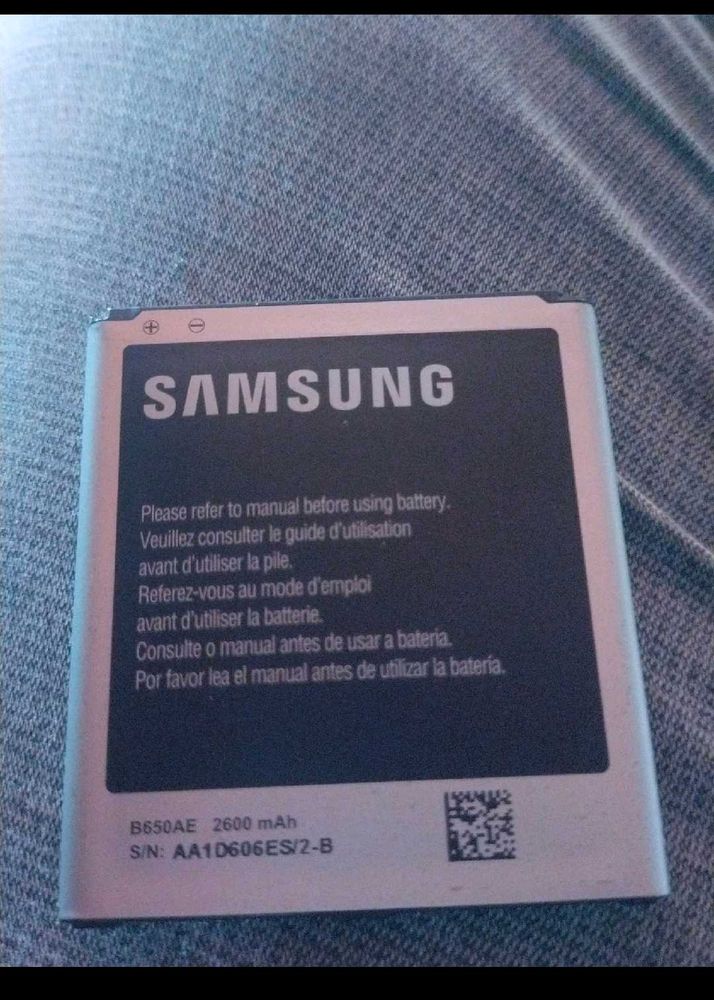 SAMSUNG
Please refer to manual before using battery.
Veuillez consulter le guide d'utilisation
avant d'utiliser la pile.
Referez-vous au mode d'emploi
avant d'utiliser la batterie.
Consulte o manual antes de usar a bateria.
Por favor lea el manual antes de utilizar la batería.
B650AE 2600 mAh
S/N: AA1D606ES/2-B